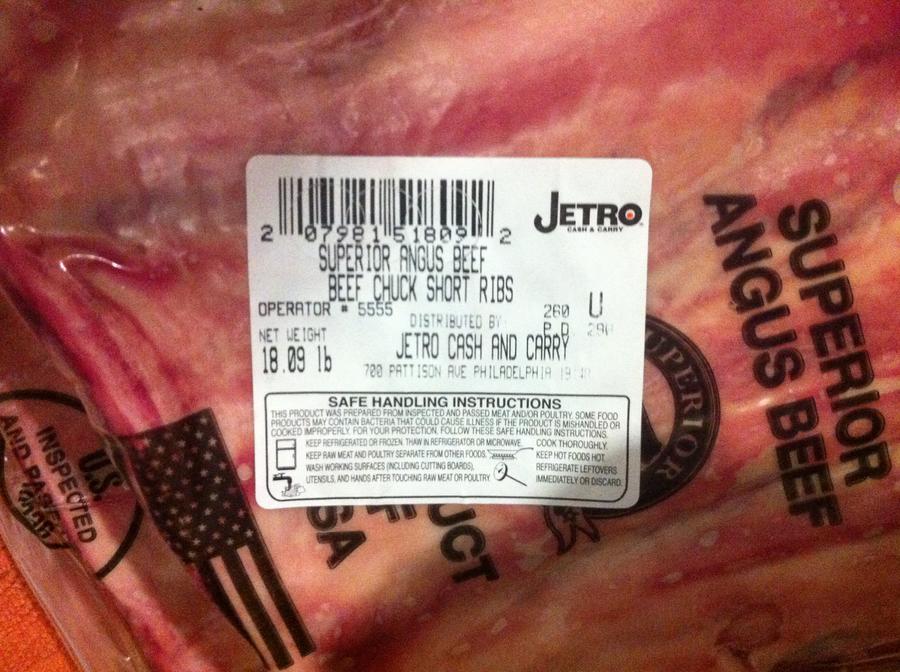 JETRO
CASH & CARRY
2 07981 51809 2
SUPERIOR ANGUS BEEF
BEEF CHUCK SHORT RIBS
OPERATOR # 5555
260 U
DISTRIBUTED BY:
P D
NET WEIGHT
18.09 lb
JETRO CASH AND CARRY
700 PATTISON AVE PHILADELPHIA
SAFE HANDLING INSTRUCTIONS
THIS PRODUCT WAS PREPARED FROM INSPECTED AND PASSED MEAT AND/OR POULTRY. SOME FOOD
PRODUCTS MAY CONTAIN BACTERIA THAT COULD CAUSE ILLNESS IF THE PRODUCT IS MISHANDLED OR
COOKED IMPROPERLY. FOR YOUR PROTECTION, FOLLOW THESE SAFE HANDLING INSTRUCTIONS.
KEEP REFRIGERATED OR FROZEN. THAW IN REFRIGERATOR OR MICROWAVE.
KEEP RAW MEAT AND POULTRY SEPARATE FROM OTHER FOODS.
WASH WORKING SURFACES (INCLUDING CUTTING BOARDS),
UTENSILS, AND HANDS AFTER TOUCHING RAW MEAT OR POULTRY.
COOK THOROUGHLY.
KEEP HOT FOODS HOT.
REFRIGERATE LEFTOVERS
IMMEDIATELY OR DISCARD.
SUPERIOR
ANGUS BEEF
SUPERIOR
U.S.
INSPECTED
AND
UCT
F
SA